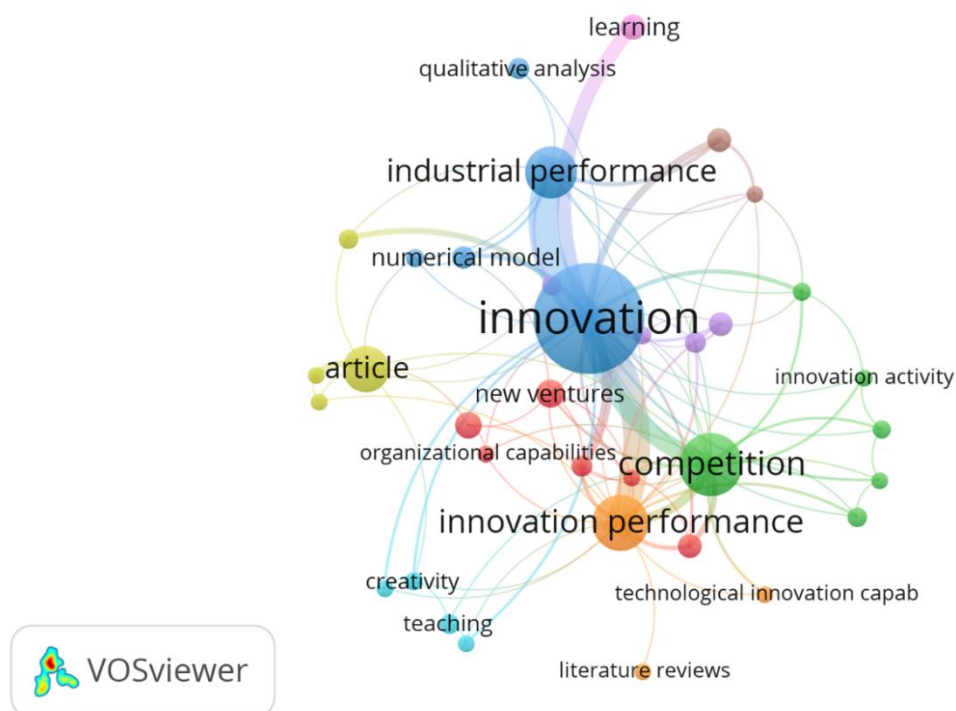 learning
qualitative analysis
industrial performance
numerical model
innovation
article
innovation activity
new ventures
organizational capabilities
competition
innovation performance
creativity
technological innovation capab
teaching
literature reviews
VOSviewer